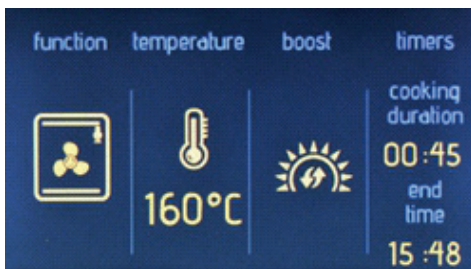 function temperature boost timers
cooking
duration
160°C 00:45
end
time
15:48